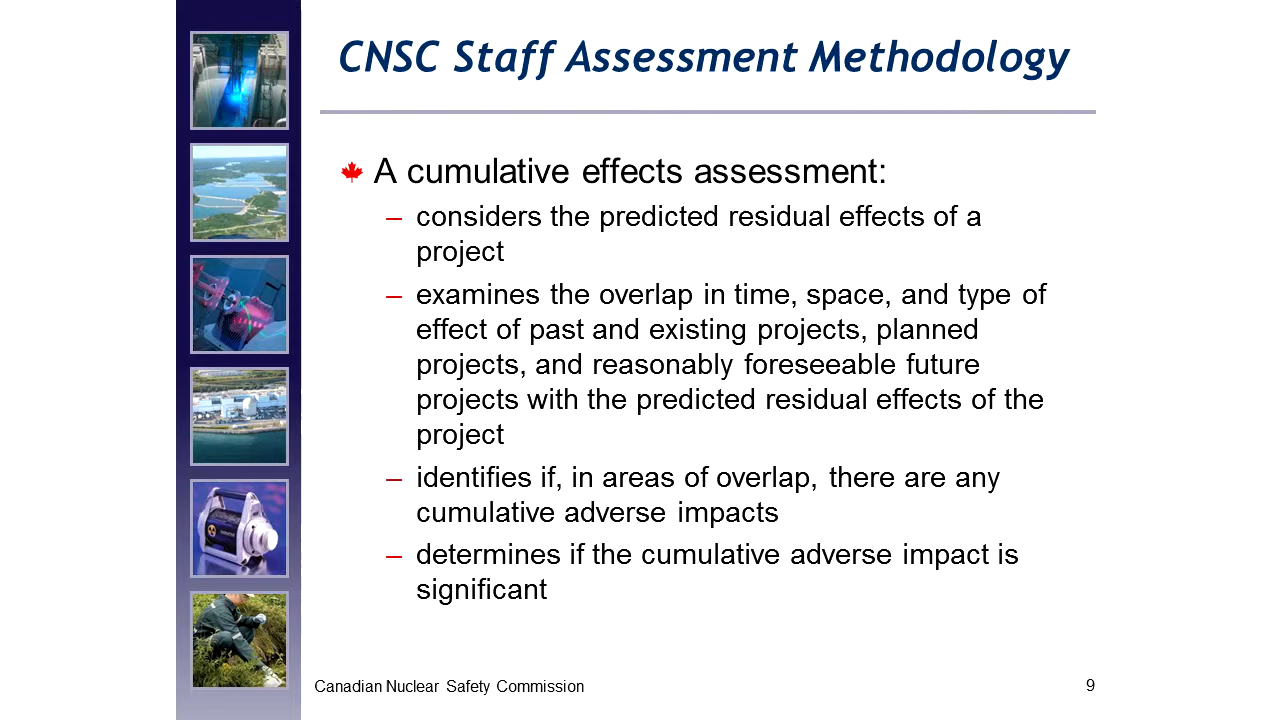 CNSC Staff Assessment Methodology
A cumulative effects assessment:
– considers the predicted residual effects of a
project
– examines the overlap in time, space, and type of
effect of past and existing projects, planned
projects, and reasonably foreseeable future
projects with the predicted residual effects of the
project
– identifies if, in areas of overlap, there are any
cumulative adverse impacts
– determines if the cumulative adverse impact is
significant
Canadian Nuclear Safety Commission
9